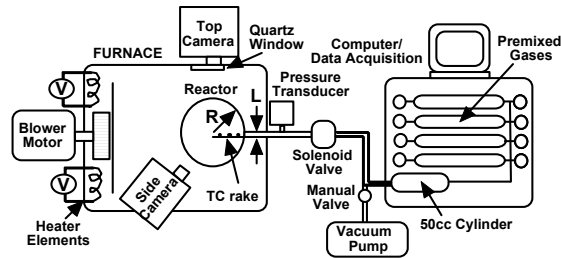 Top
Camera
Quartz
Window
Computer/
Data Acquisition
Premixed
Gases
FURNACE
Pressure
Transducer
Reactor
L
R
V
Blower
Motor
Solenoid
Valve
TC rake
V
Side
Camera
Manual
Valve
Heater
Elements
Vacuum
Pump
50cc Cylinder